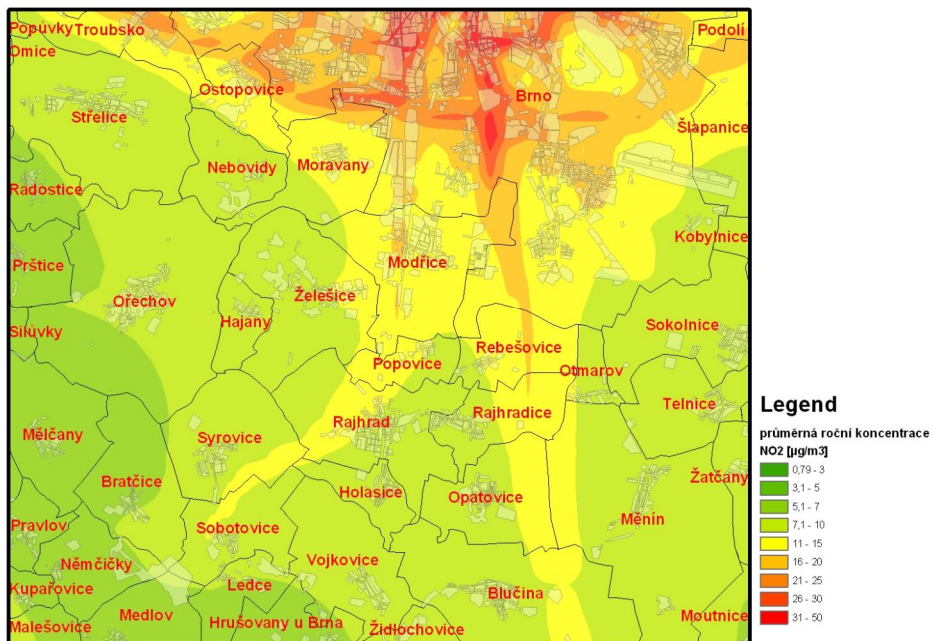 Popůvky Troubsko
Podolí
Omice
Ostopovice
Brno
Střelice
Šlapanice
Nebovidy
Moravany
Radostice
Kobylnice
Prštice
Modřice
Ořechov
Želešice
Hajany
Silůvky
Sokolnice
Rebešovice
Popovice
Otmarov
Telnice
Rajhradice
Rajhrad
Mělčany
Syrovice
Bratčice
Žatčany
Holasice
Opatovice
Měnín
Pravlov
Sobotovice
Vojkovice
Němčičky
Kupařovice
Ledce
Blučina
Medlov
Moutnice
Malešovice
Hrušovany u Brna
Židlochovice
Legend
průměrná roční koncentrace
NO2 [µg/m3]
0,79 - 3
3,1 - 5
5,1 - 7
7,1 - 10
11 - 15
16 - 20
21 - 25
26 - 30
31 - 50